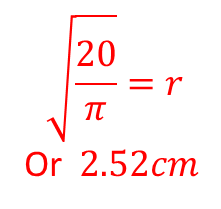 √(20/π) = r
Or 2.52cm